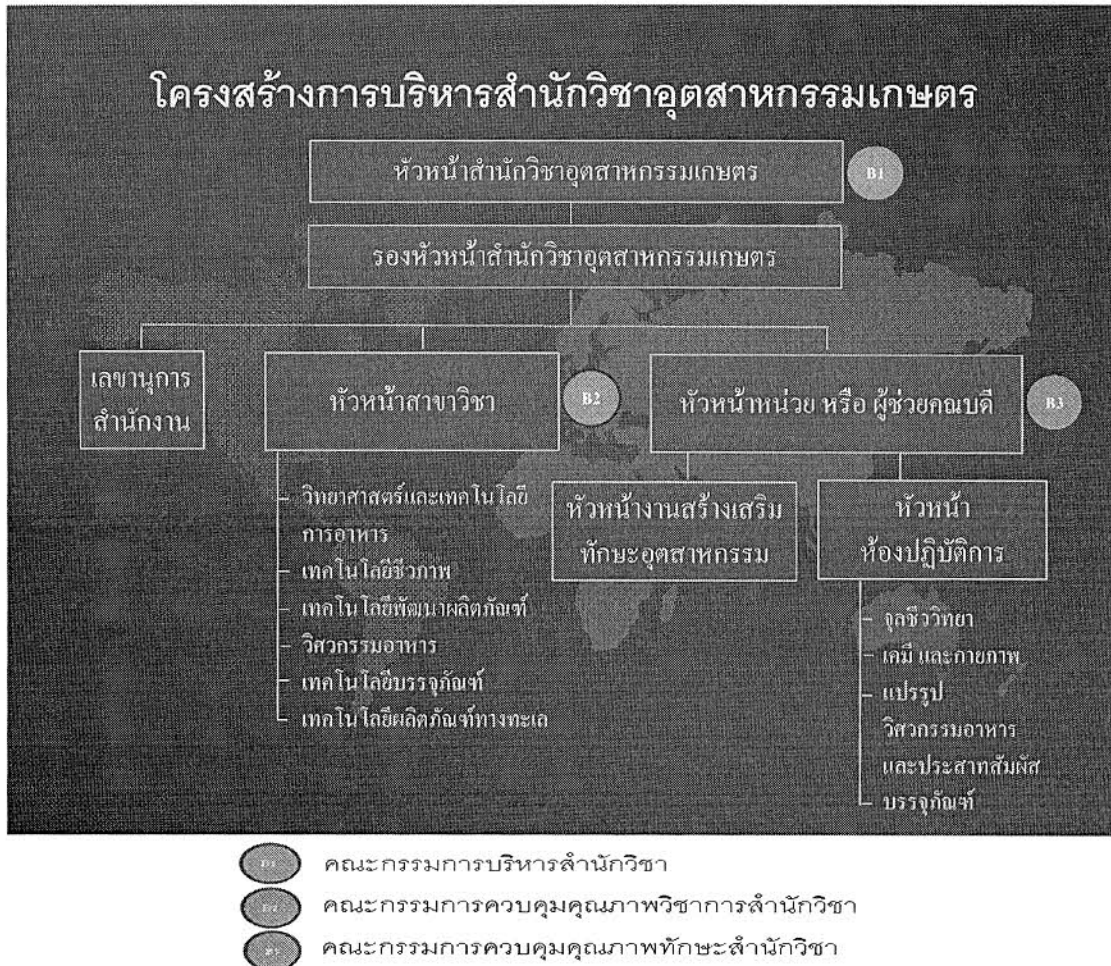 โครงสร้างการบริหารสำนักวิชาอุตสาหกรรมเกษตร
หัวหน้าสำนักวิชาอุตสาหกรรมเกษตร
B1
รองหัวหน้าสำนักวิชาอุตสาหกรรมเกษตร
เลขานุการ
สำนักงาน
หัวหน้าสาขาวิชา
B2
หัวหน้าหน่วย หรือ ผู้ช่วยคณบดี
B3
- วิทยาศาสตร์และเทคโนโลยี
การอาหาร
- เทคโนโลยีชีวภาพ
- เทคโนโลยีพัฒนาผลิตภัณฑ์
- วิศวกรรมอาหาร
- เทคโนโลยีบรรจุภัณฑ์
- เทคโนโลยีผลิตภัณฑ์ทางทะเล
หัวหน้างานสร้างเสริม
ทักษะอุตสาหกรรม
หัวหน้า
ห้องปฏิบัติการ
- จุลชีววิทยา
- เคมี และกายภาพ
- แปรรูป
วิศวกรรมอาหาร
และประสาทสัมผัส
- บรรจุภัณฑ์
B1 คณะกรรมการบริหารสำนักวิชา
B2 คณะกรรมการควบคุมคุณภาพวิชาการสำนักวิชา
B3 คณะกรรมการควบคุมคุณภาพทักษะสำนักวิชา